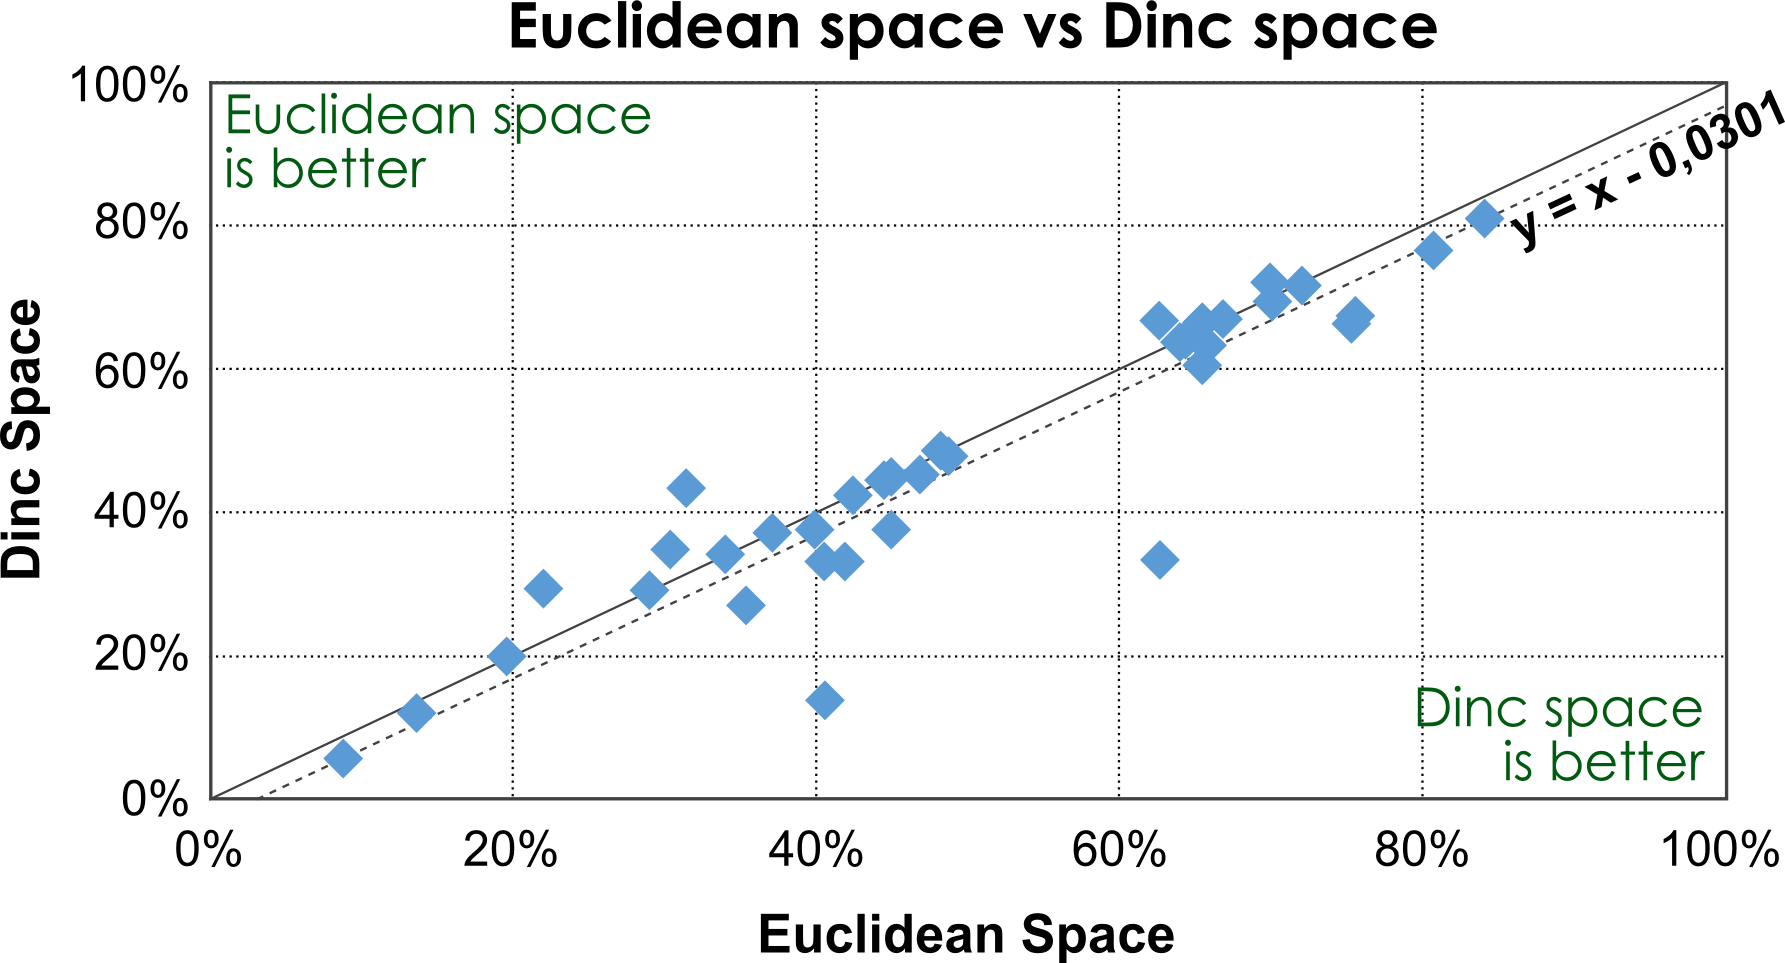 Euclidean space vs Dinc space
100%
80%
60%
40%
20%
0%
Dinc Space
Euclidean space
is better
y = x - 0,0301
Dinc space
is better
0%
20%
40%
60%
80%
100%
Euclidean Space